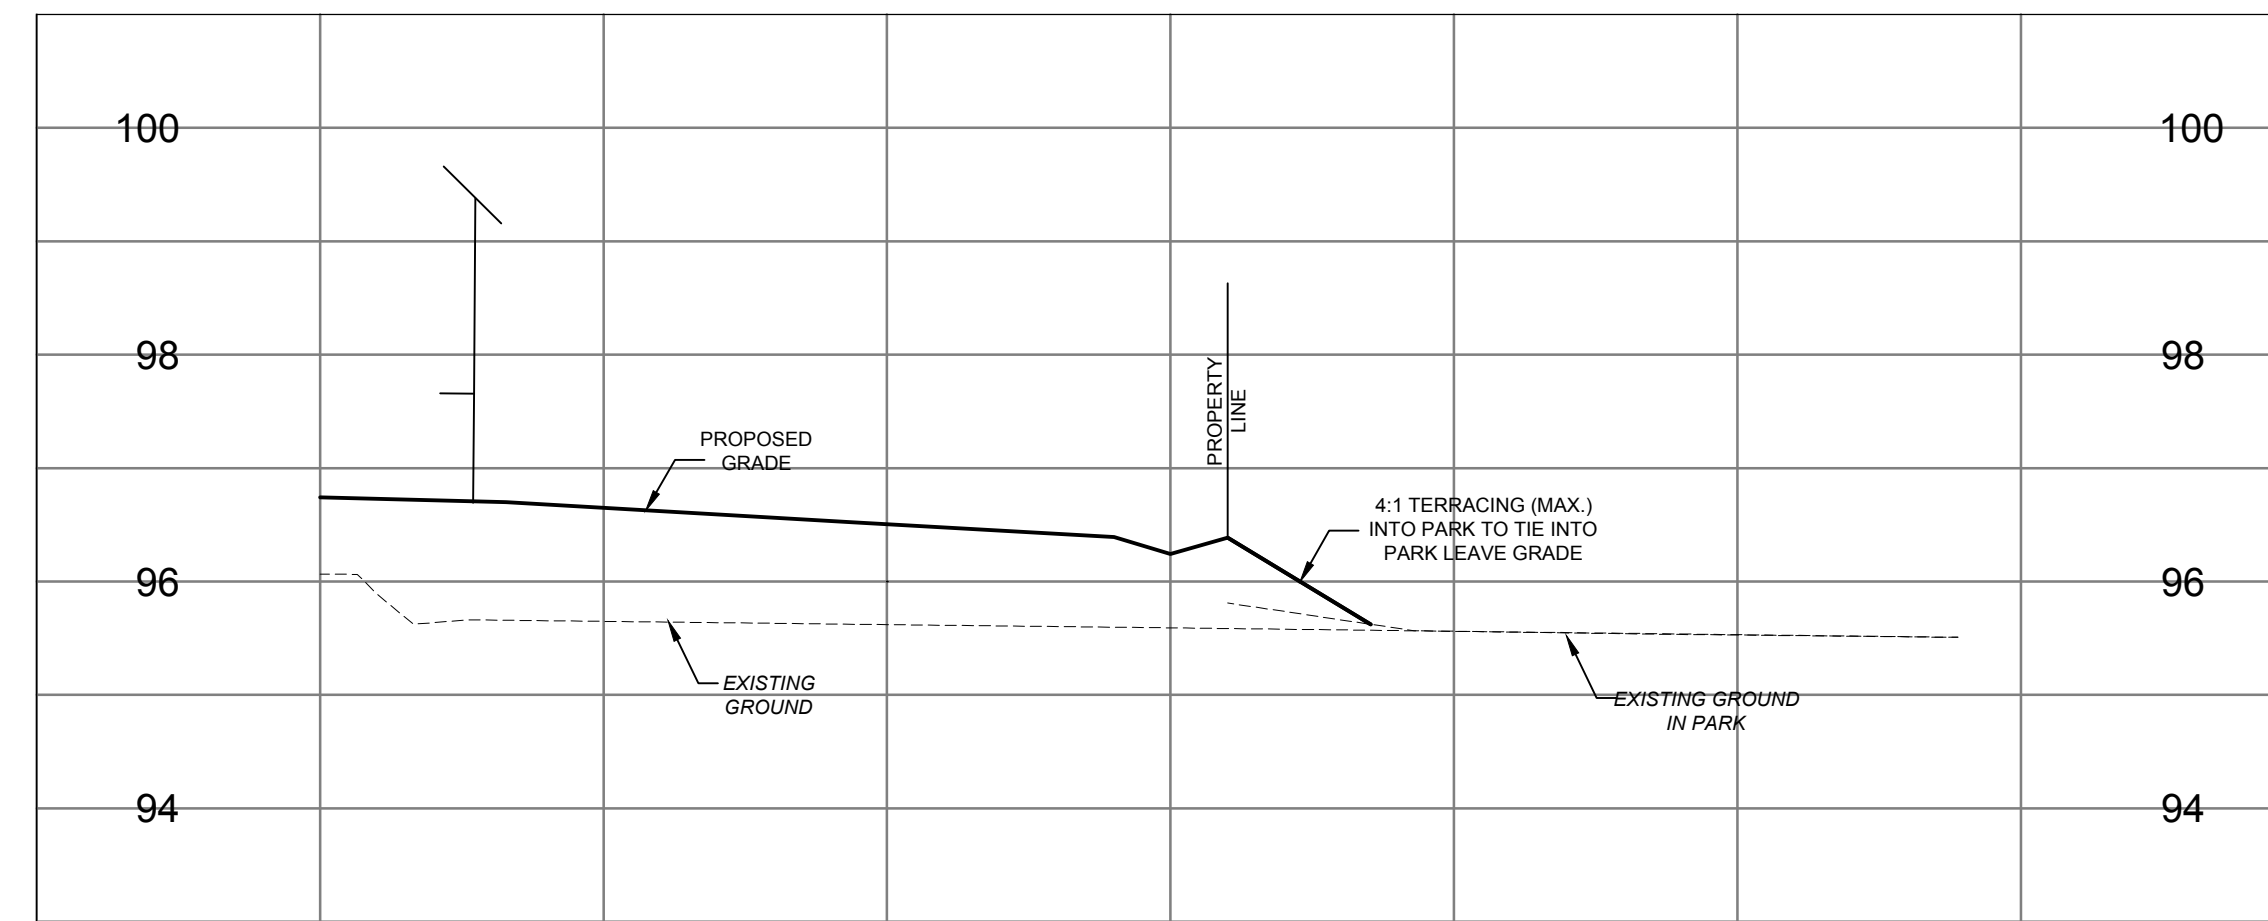 100
100
98
98
PROPERTY
LINE
PROPOSED
GRADE
4:1 TERRACING (MAX.)
INTO PARK TO TIE INTO
PARK LEAVE GRADE
96
96
EXISTING
GROUND
EXISTING GROUND
IN PARK
94
94